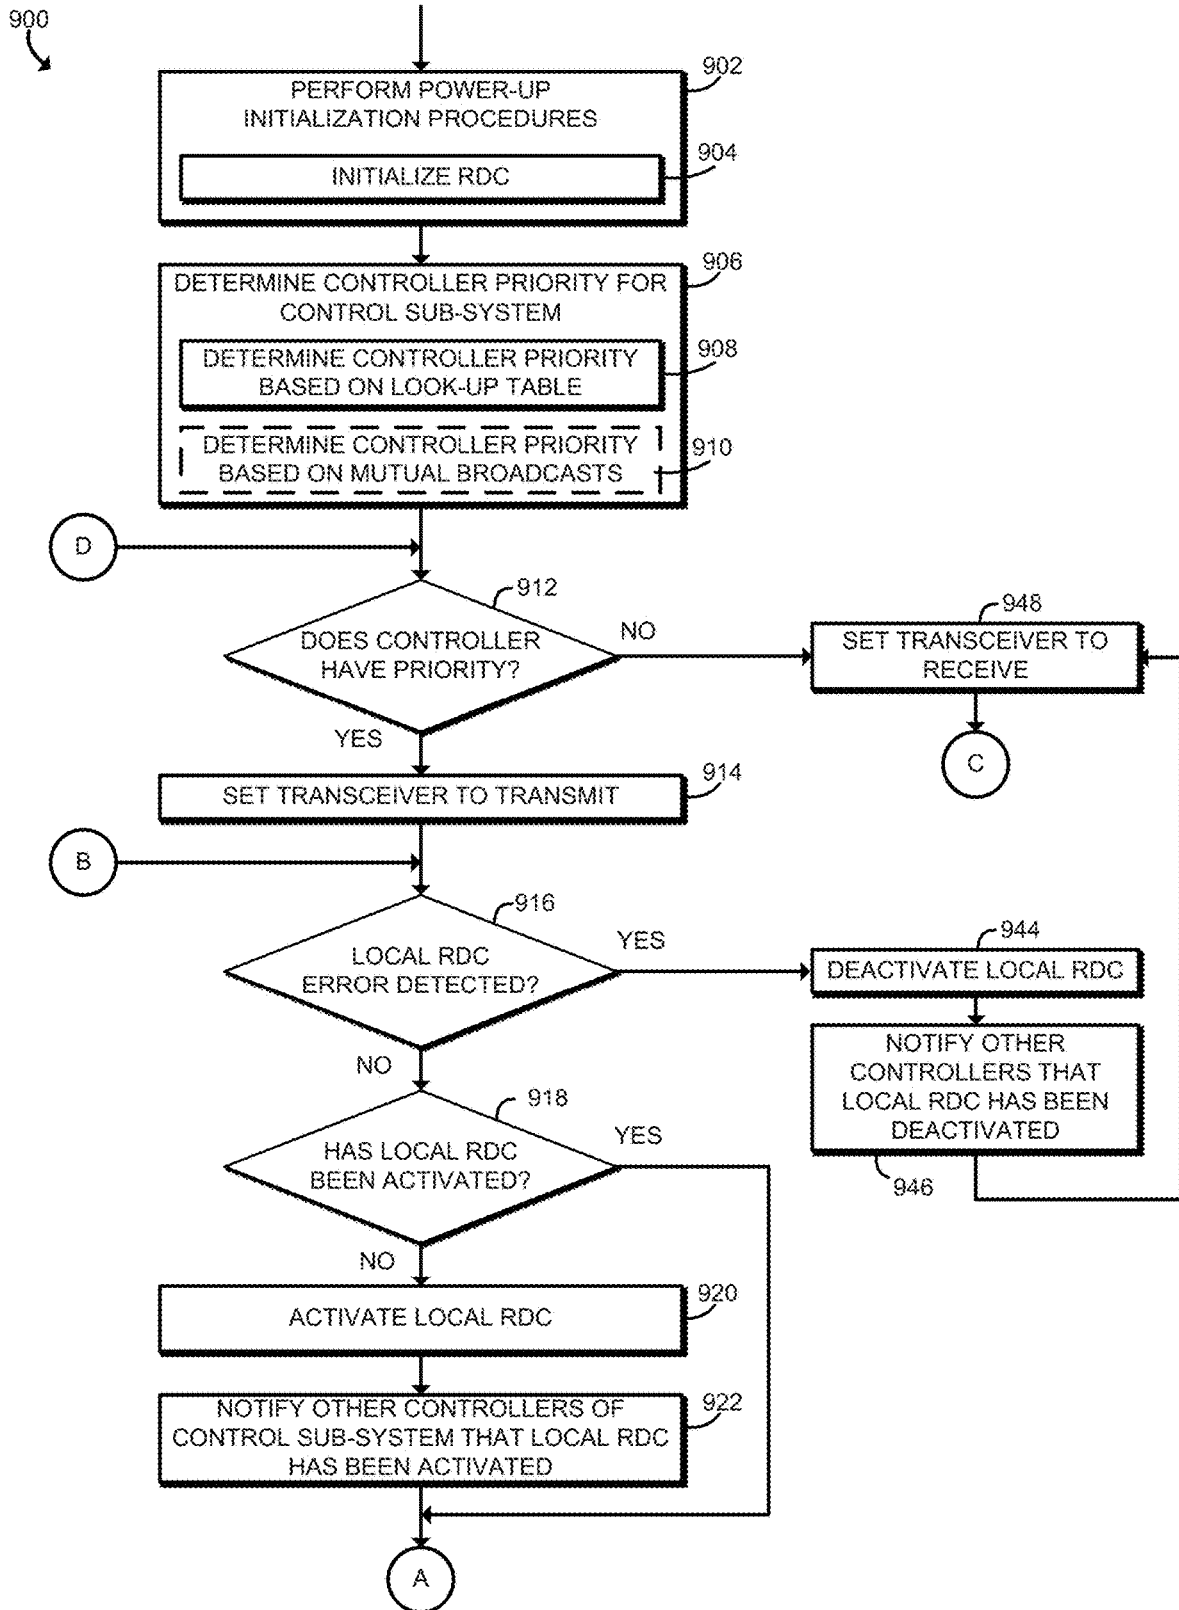 900
PERFORM POWER-UP
INITIALIZATION PROCEDURES
902
INITIALIZE RDC
904
DETERMINE CONTROLLER PRIORITY FOR
CONTROL SUB-SYSTEM
906
DETERMINE CONTROLLER PRIORITY
BASED ON LOOK-UP TABLE
908
DETERMINE CONTROLLER PRIORITY
BASED ON MUTUAL BROADCASTS
910
D
912
DOES CONTROLLER
HAVE PRIORITY?
NO
948
SET TRANSCEIVER TO
RECEIVE
C
YES
SET TRANSCEIVER TO TRANSMIT
914
B
916
LOCAL RDC
ERROR DETECTED?
YES
944
DEACTIVATE LOCAL RDC
NOTIFY OTHER
CONTROLLERS THAT
LOCAL RDC HAS BEEN
DEACTIVATED
946
NO
918
HAS LOCAL RDC
BEEN ACTIVATED?
YES
NO
ACTIVATE LOCAL RDC
920
NOTIFY OTHER CONTROLLERS OF
CONTROL SUB-SYSTEM THAT LOCAL RDC
HAS BEEN ACTIVATED
922
A